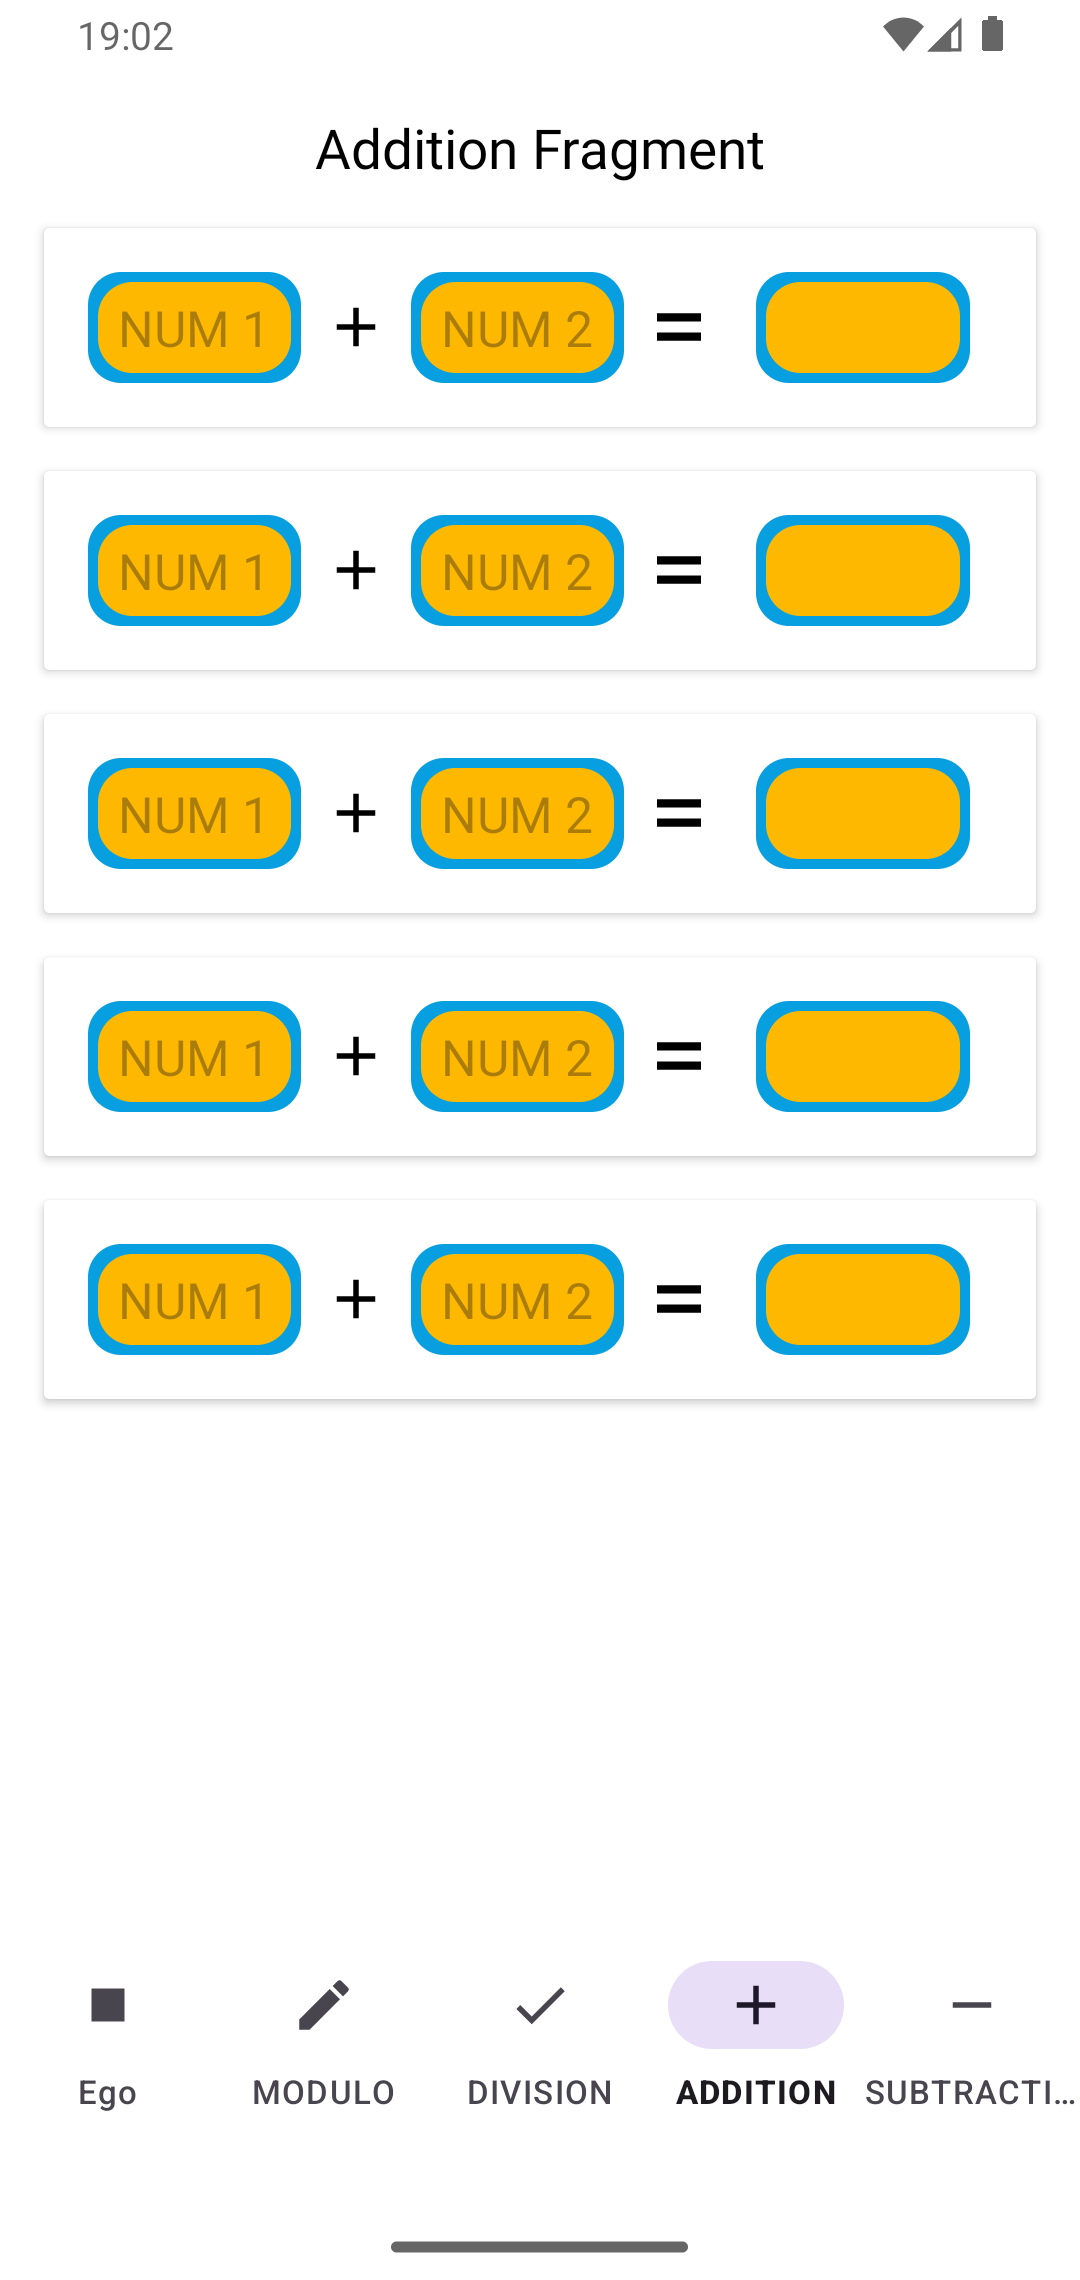 19:02
Addition Fragment
NUM 1 + NUM 2 =
NUM 1 + NUM 2 =
NUM 1 + NUM 2 =
NUM 1 + NUM 2 =
NUM 1 + NUM 2 =
Ego MODULO DIVISION ADDITION SUBTRACTI...